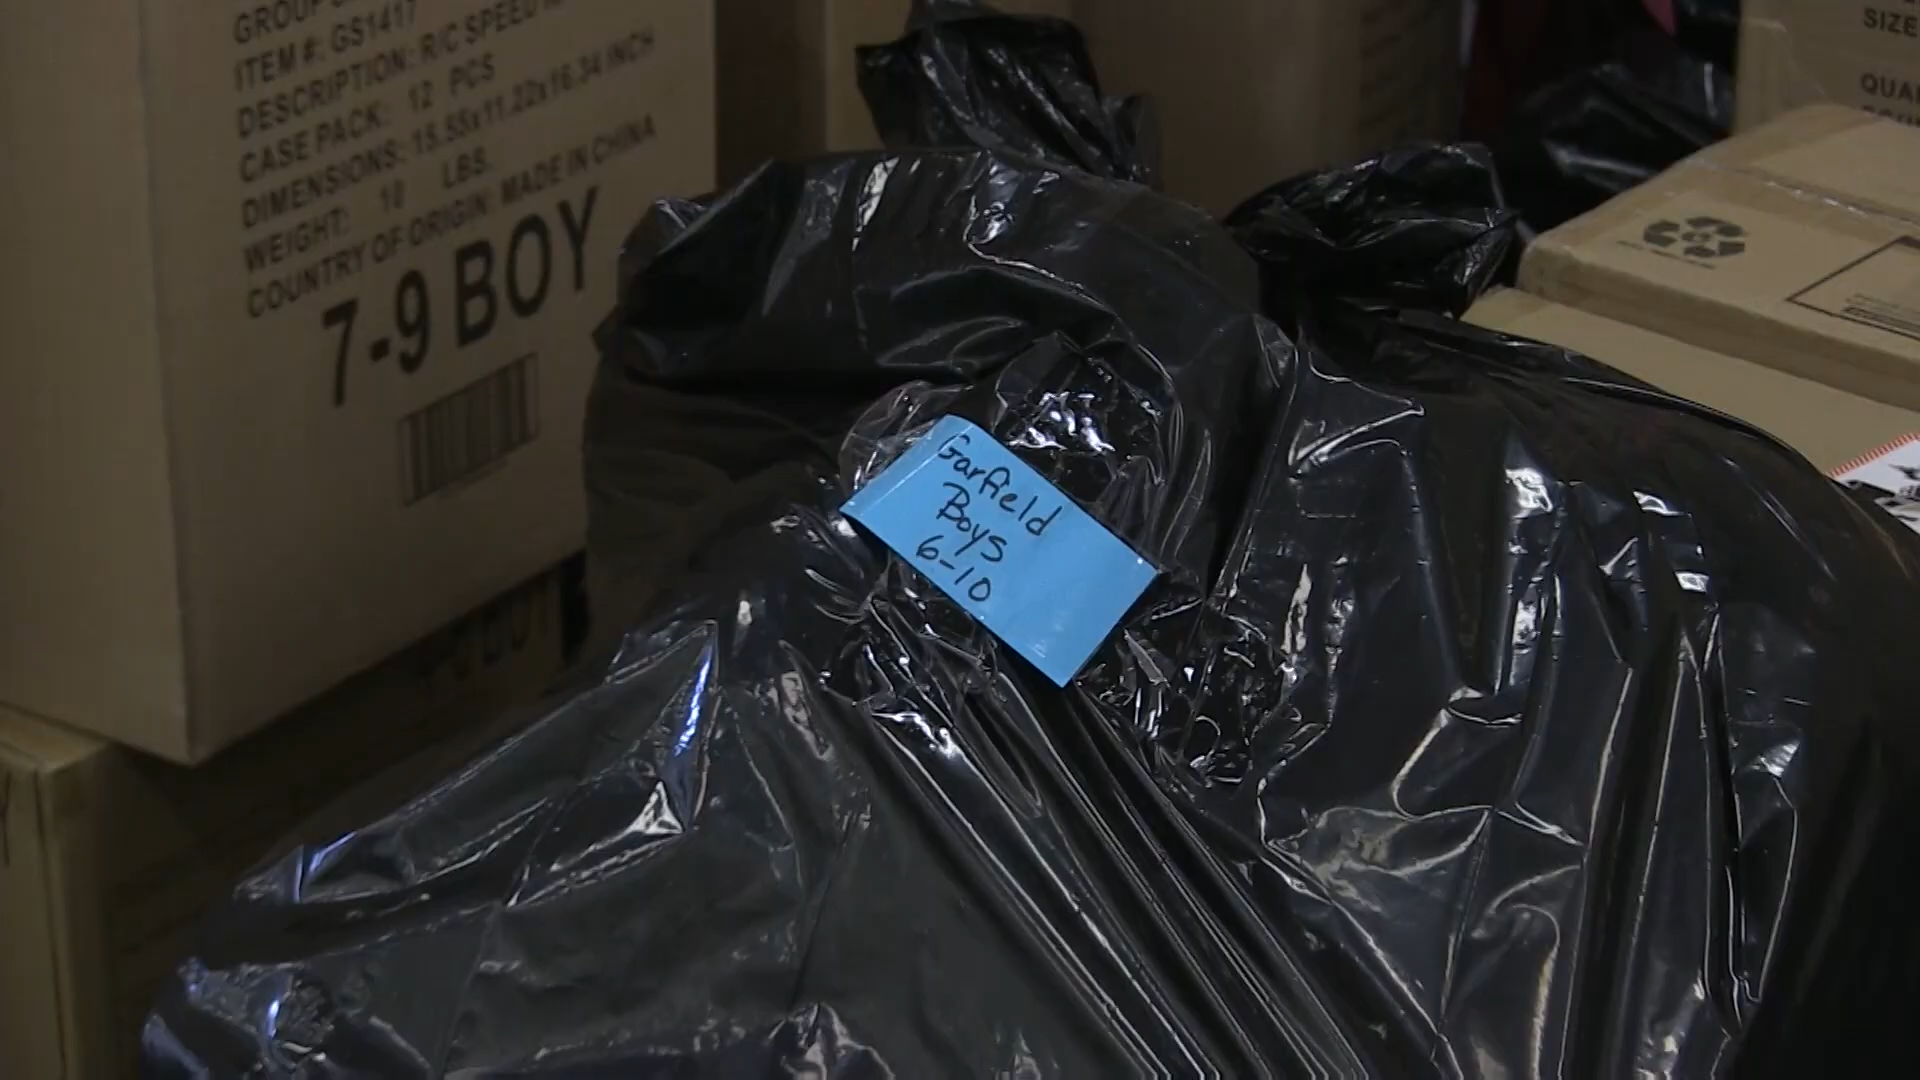 ITEM #: GS1417
DESCRIPTION: R/C SPEED
CASE PACK: 12 PCS
DIMENSIONS: 15.55x11.22x16.34 INCH
WEIGHT: 10 LBS.
COUNTRY OF ORIGIN: MADE IN CHINA
7-9 BOY
Garfield
Boys
6-10
SIZE